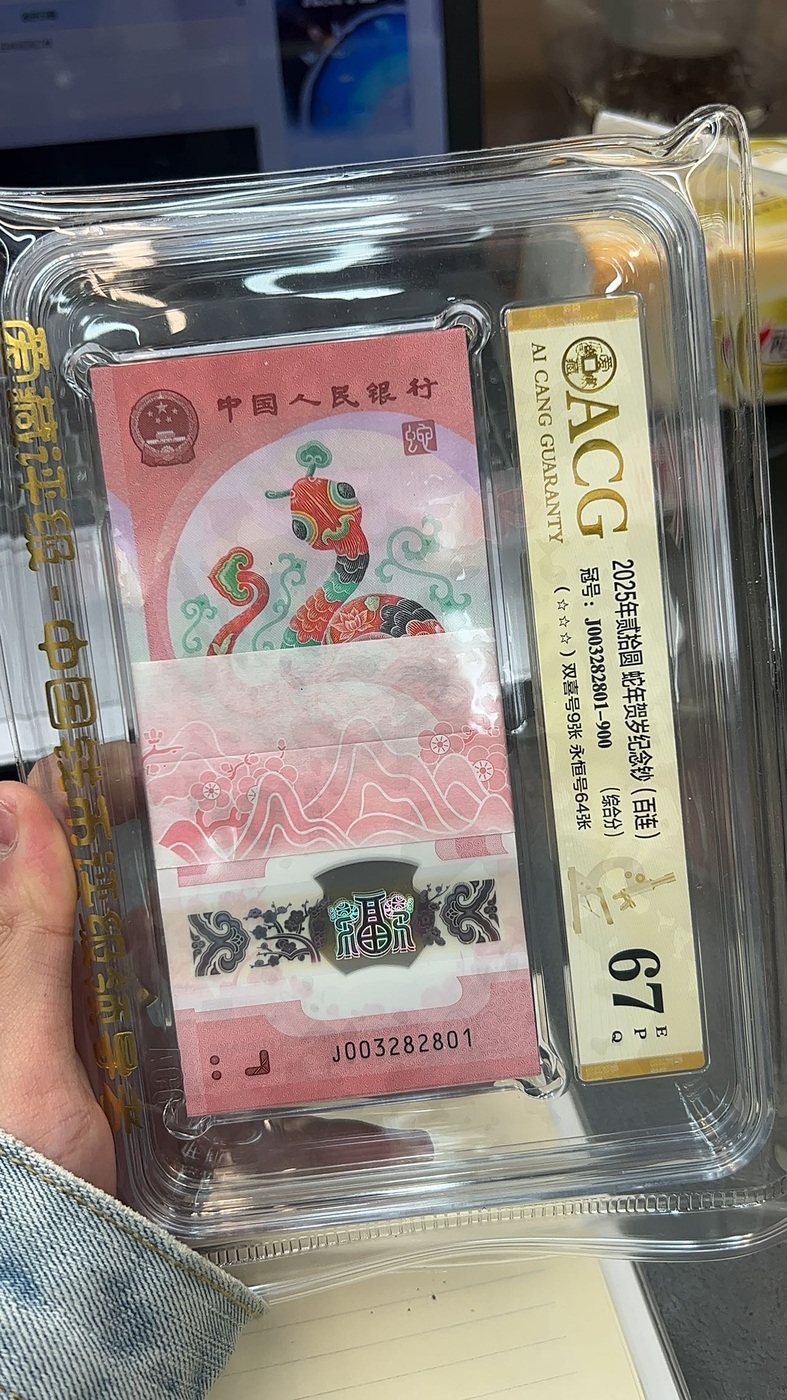 中国人民银行
J003282801
ACG
AI CANG GUARANTY
2025年贰拾圆 蛇年贺岁纪念钞（百连）
冠号：J003282801-900 （综合分）
（☆☆☆）双喜号9张 永恒号64张
67
E
P
Q
爱藏评级-中国钱币评级领导者